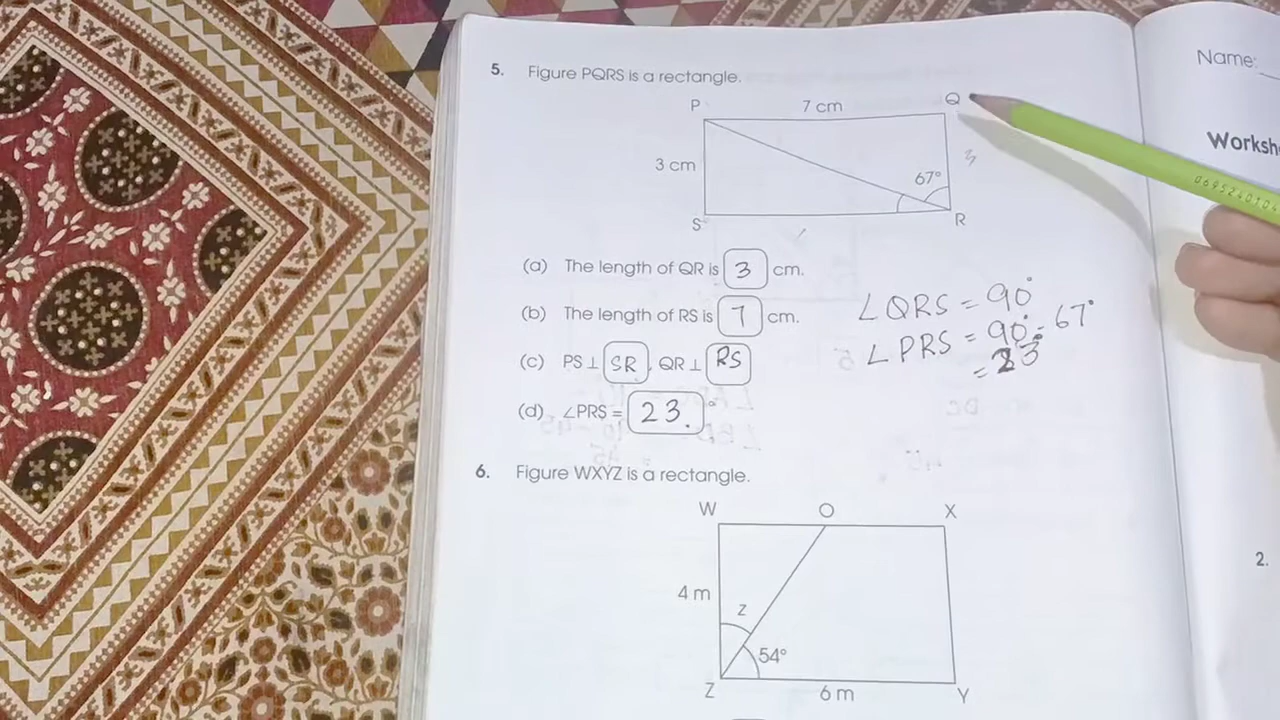 5. Figure PQRS is a rectangle.
P 7 cm Q
3 cm 67° 3
S R
(a) The length of QR is 3 cm.
(b) The length of RS is 7 cm.
(c) PS ⊥ SR, QR ⊥ RS
(d) ∠PRS = 23.°
∠QRS = 90°
∠PRS = 90° - 67°
= 23°
6. Figure WXYZ is a rectangle.
W O X
4 m z
54°
Z 6 m Y
Name:
Worksh
2.
0695240104